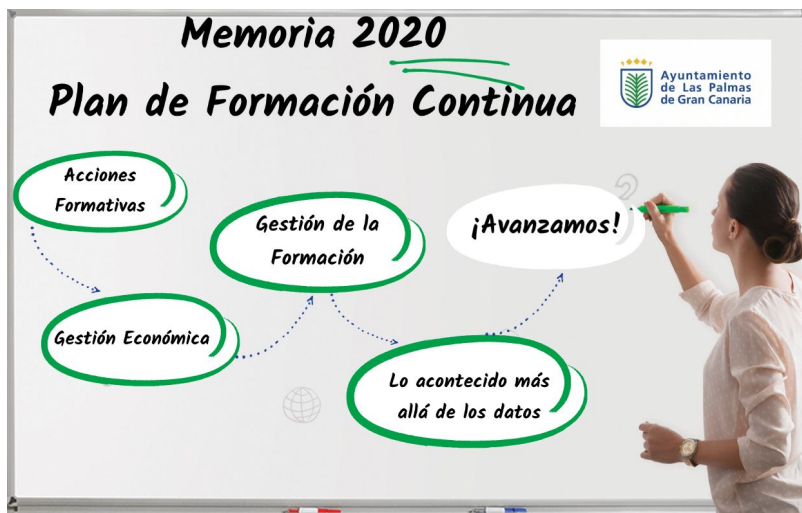 Memoria 2020
Plan de Formación Continua
Ayuntamiento
de Las Palmas
de Gran Canaria
Acciones
Formativas
Gestión de la
Formación
¡Avanzamos!
Gestión Económica
Lo acontecido más
allá de los datos